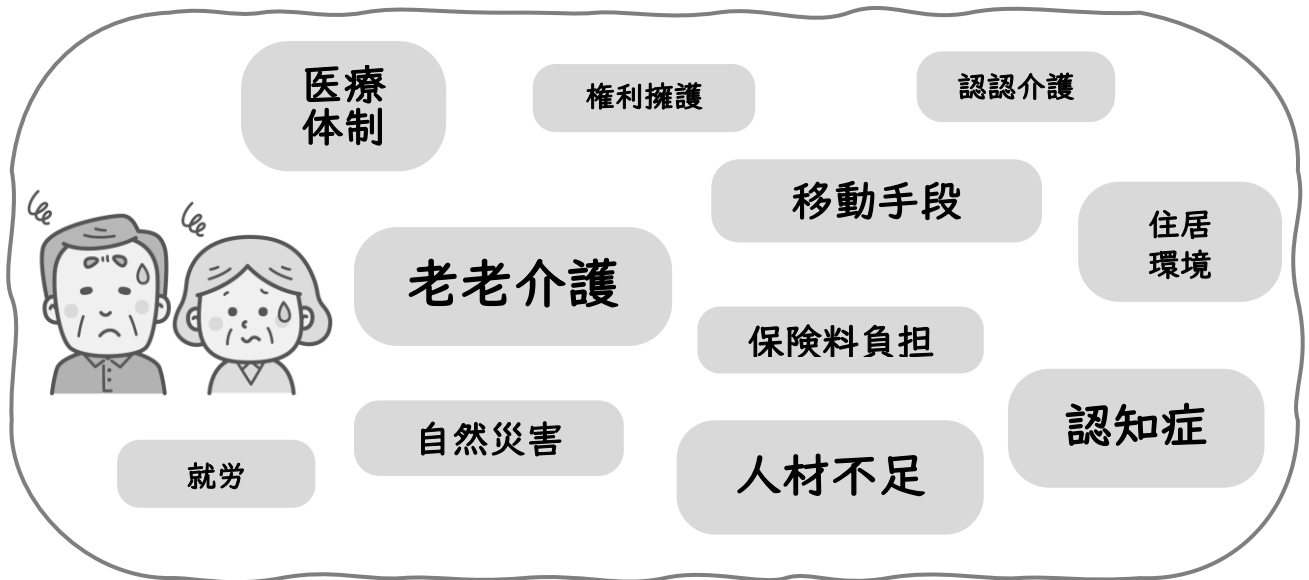 医療
体制
権利擁護
認認介護
移動手段
住居
環境
老老介護
保険料負担
認知症
自然災害
人材不足
就労